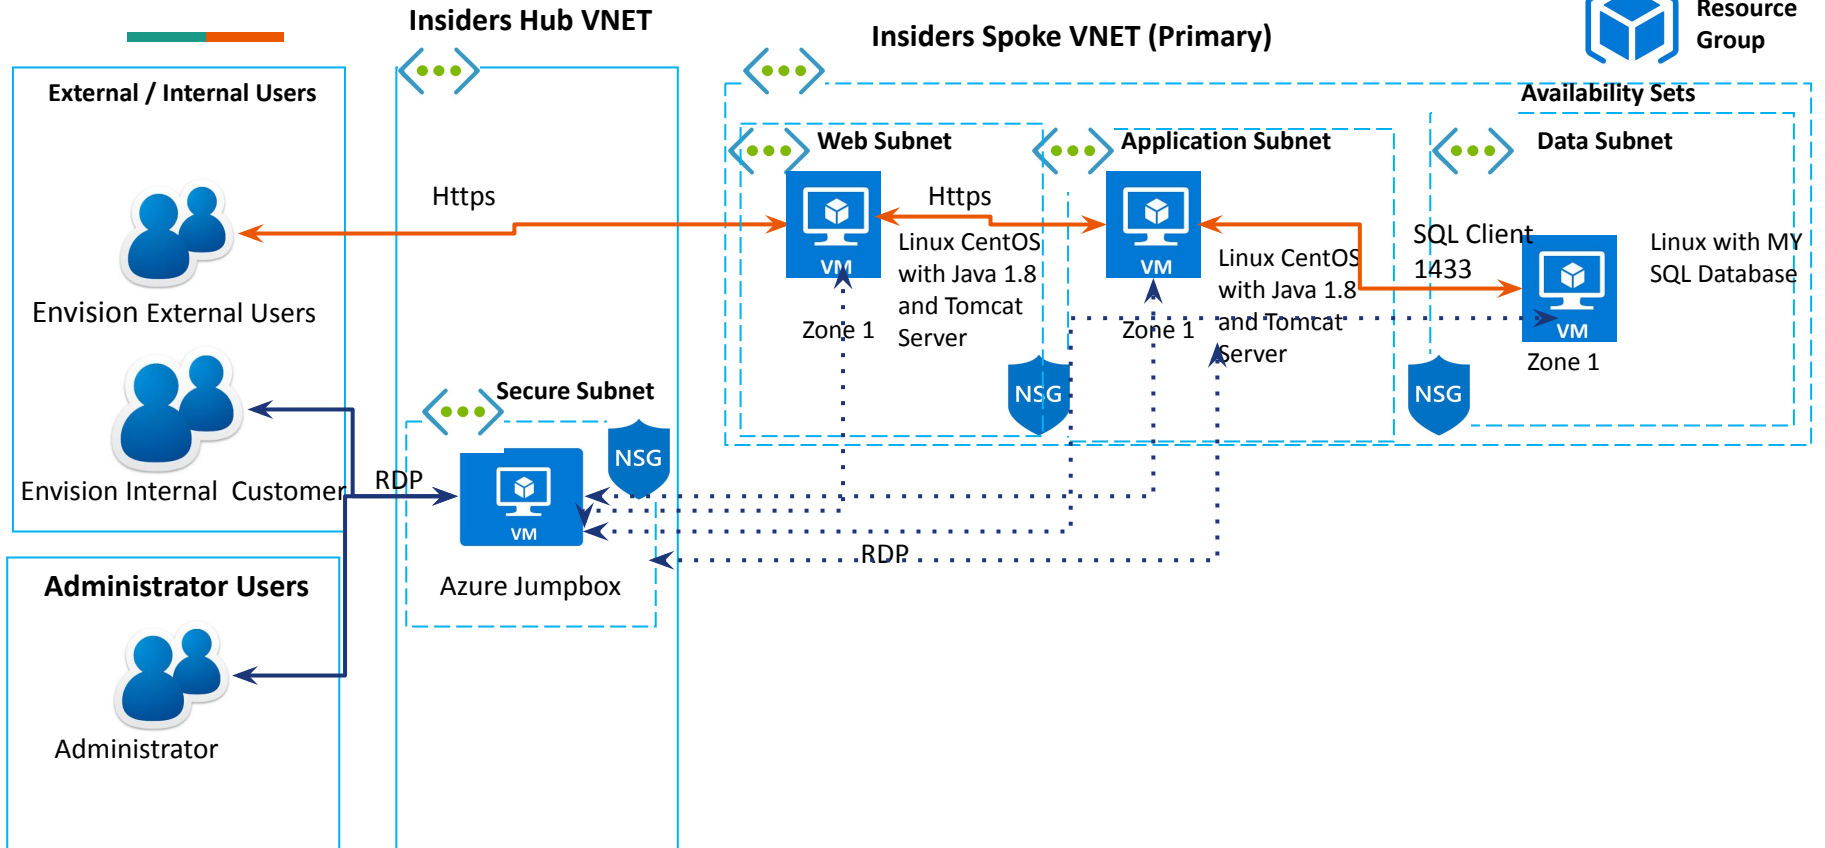 Insiders Hub VNET
Insiders Spoke VNET (Primary)
Resource
Group
External / Internal Users
Availability Sets
Web Subnet
Application Subnet
Data Subnet
Https
Https
Envision External Users
VM
Linux CentOS
with Java 1.8
and Tomcat
Server
Zone 1
VM
Linux CentOS
with Java 1.8
and Tomcat
Server
Zone 1
SQL Client
1433
VM
Zone 1
Linux with MY
SQL Database
NSG
NSG
Secure Subnet
NSG
Envision Internal Customer
RDP
VM
RDP
Azure Jumpbox
Administrator Users
Administrator